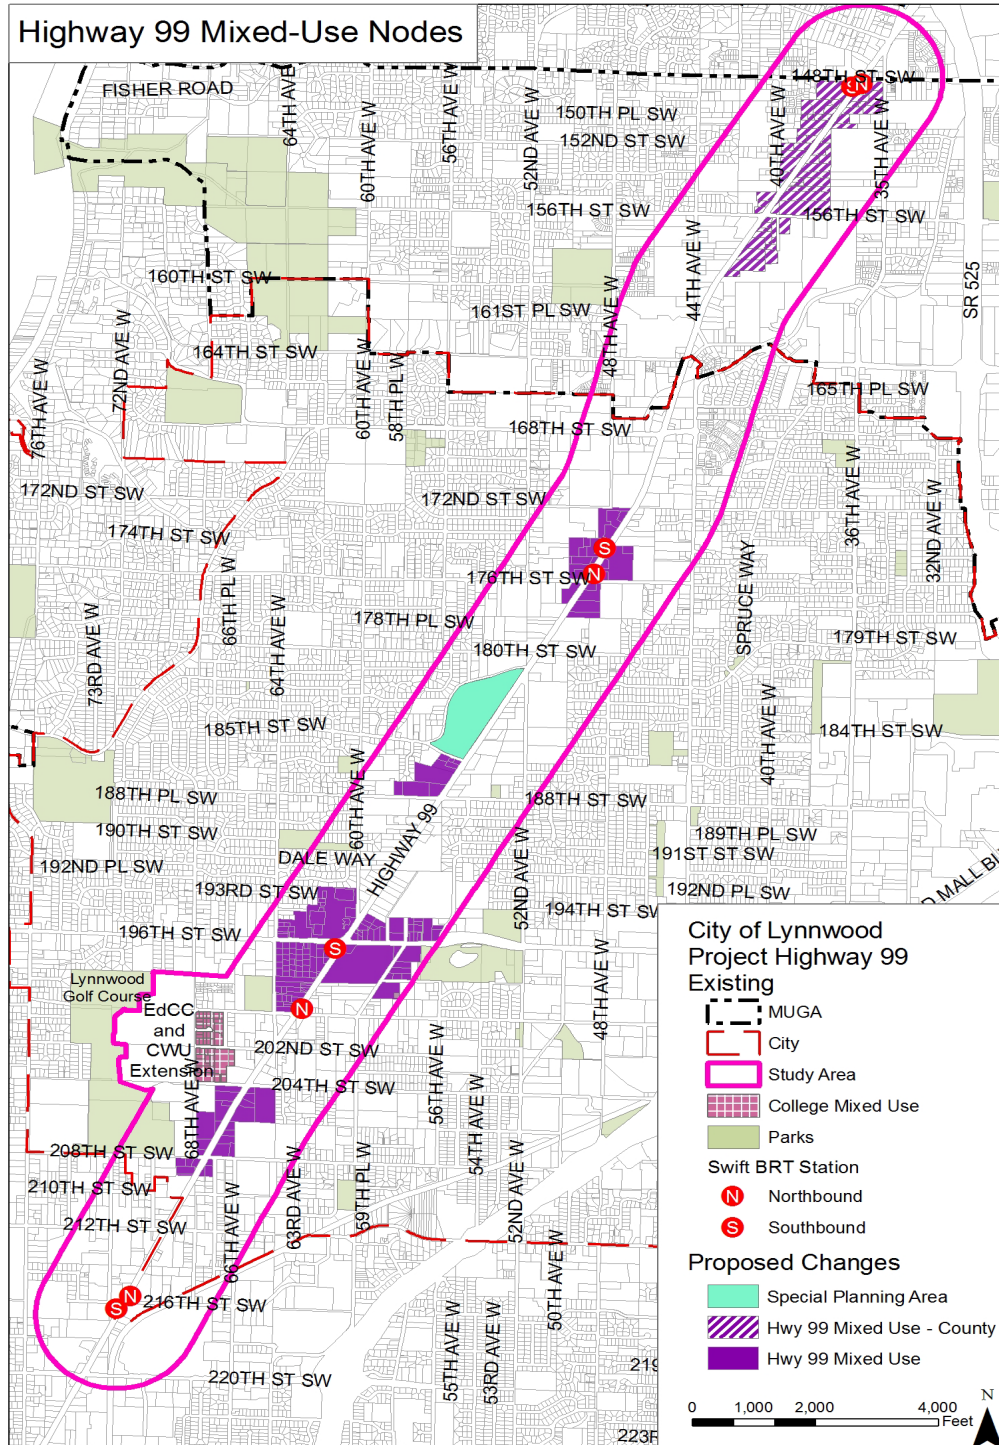 Highway 99 Mixed-Use Nodes
FISHER ROAD
64TH AVE
60TH AVE W
56TH AVE W
52ND AVE W
150TH PL SW
152ND ST SW
148TH ST SW
S
N
40TH AVE W
35TH AVE W
156TH ST SW
156TH ST SW
160TH ST SW
161ST PL SW
48TH AVE W
44TH AVE W
SR 525
164TH ST SW
72ND AVE W
76TH AVE W
60TH AVE W
58TH PL W
165TH PL SW
168TH ST SW
172ND ST SW
172ND ST SW
174TH ST SW
36TH AVE W
32ND AVE W
S
176TH ST SW
N
66TH PL W
64TH AVE W
73RD AVE W
178TH PL SW
SPRUCE WAY
179TH ST SW
180TH ST SW
185TH ST SW
184TH ST SW
40TH AVE W
60TH AVE W
188TH PL SW
188TH ST SW
190TH ST SW
HIGHWAY 99
189TH PL SW
DALE WAY
191ST ST SW
192ND PL SW
52ND AVE W
193RD ST SW
192ND PL SW
D MALL BL
196TH ST SW
194TH ST SW
S
48TH AVE W
Lynnwood
Golf Course
N
EdCC
and
CWU
Extension
202ND ST SW
204TH ST SW
56TH AVE W
54TH AVE W
68TH AVE W
208TH ST SW
210TH ST SW
212TH ST SW
66TH AVE W
63RD AVE W
59TH PL W
52ND AVE W
50TH AVE W
N
S
216TH ST SW
55TH AVE W
53RD AVE W
220TH ST SW
219
223R
City of Lynnwood
Project Highway 99
Existing
MUGA
City
Study Area
College Mixed Use
Parks
Swift BRT Station
N Northbound
S Southbound
Proposed Changes
Special Planning Area
Hwy 99 Mixed Use - County
Hwy 99 Mixed Use
0 1,000 2,000 4,000
Feet
N